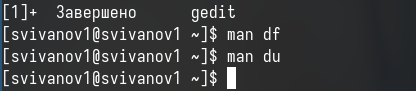 [1]+  Завершено      gedit
[svivanov1@svivanov1 ~]$ man df
[svivanov1@svivanov1 ~]$ man du
[svivanov1@svivanov1 ~]$